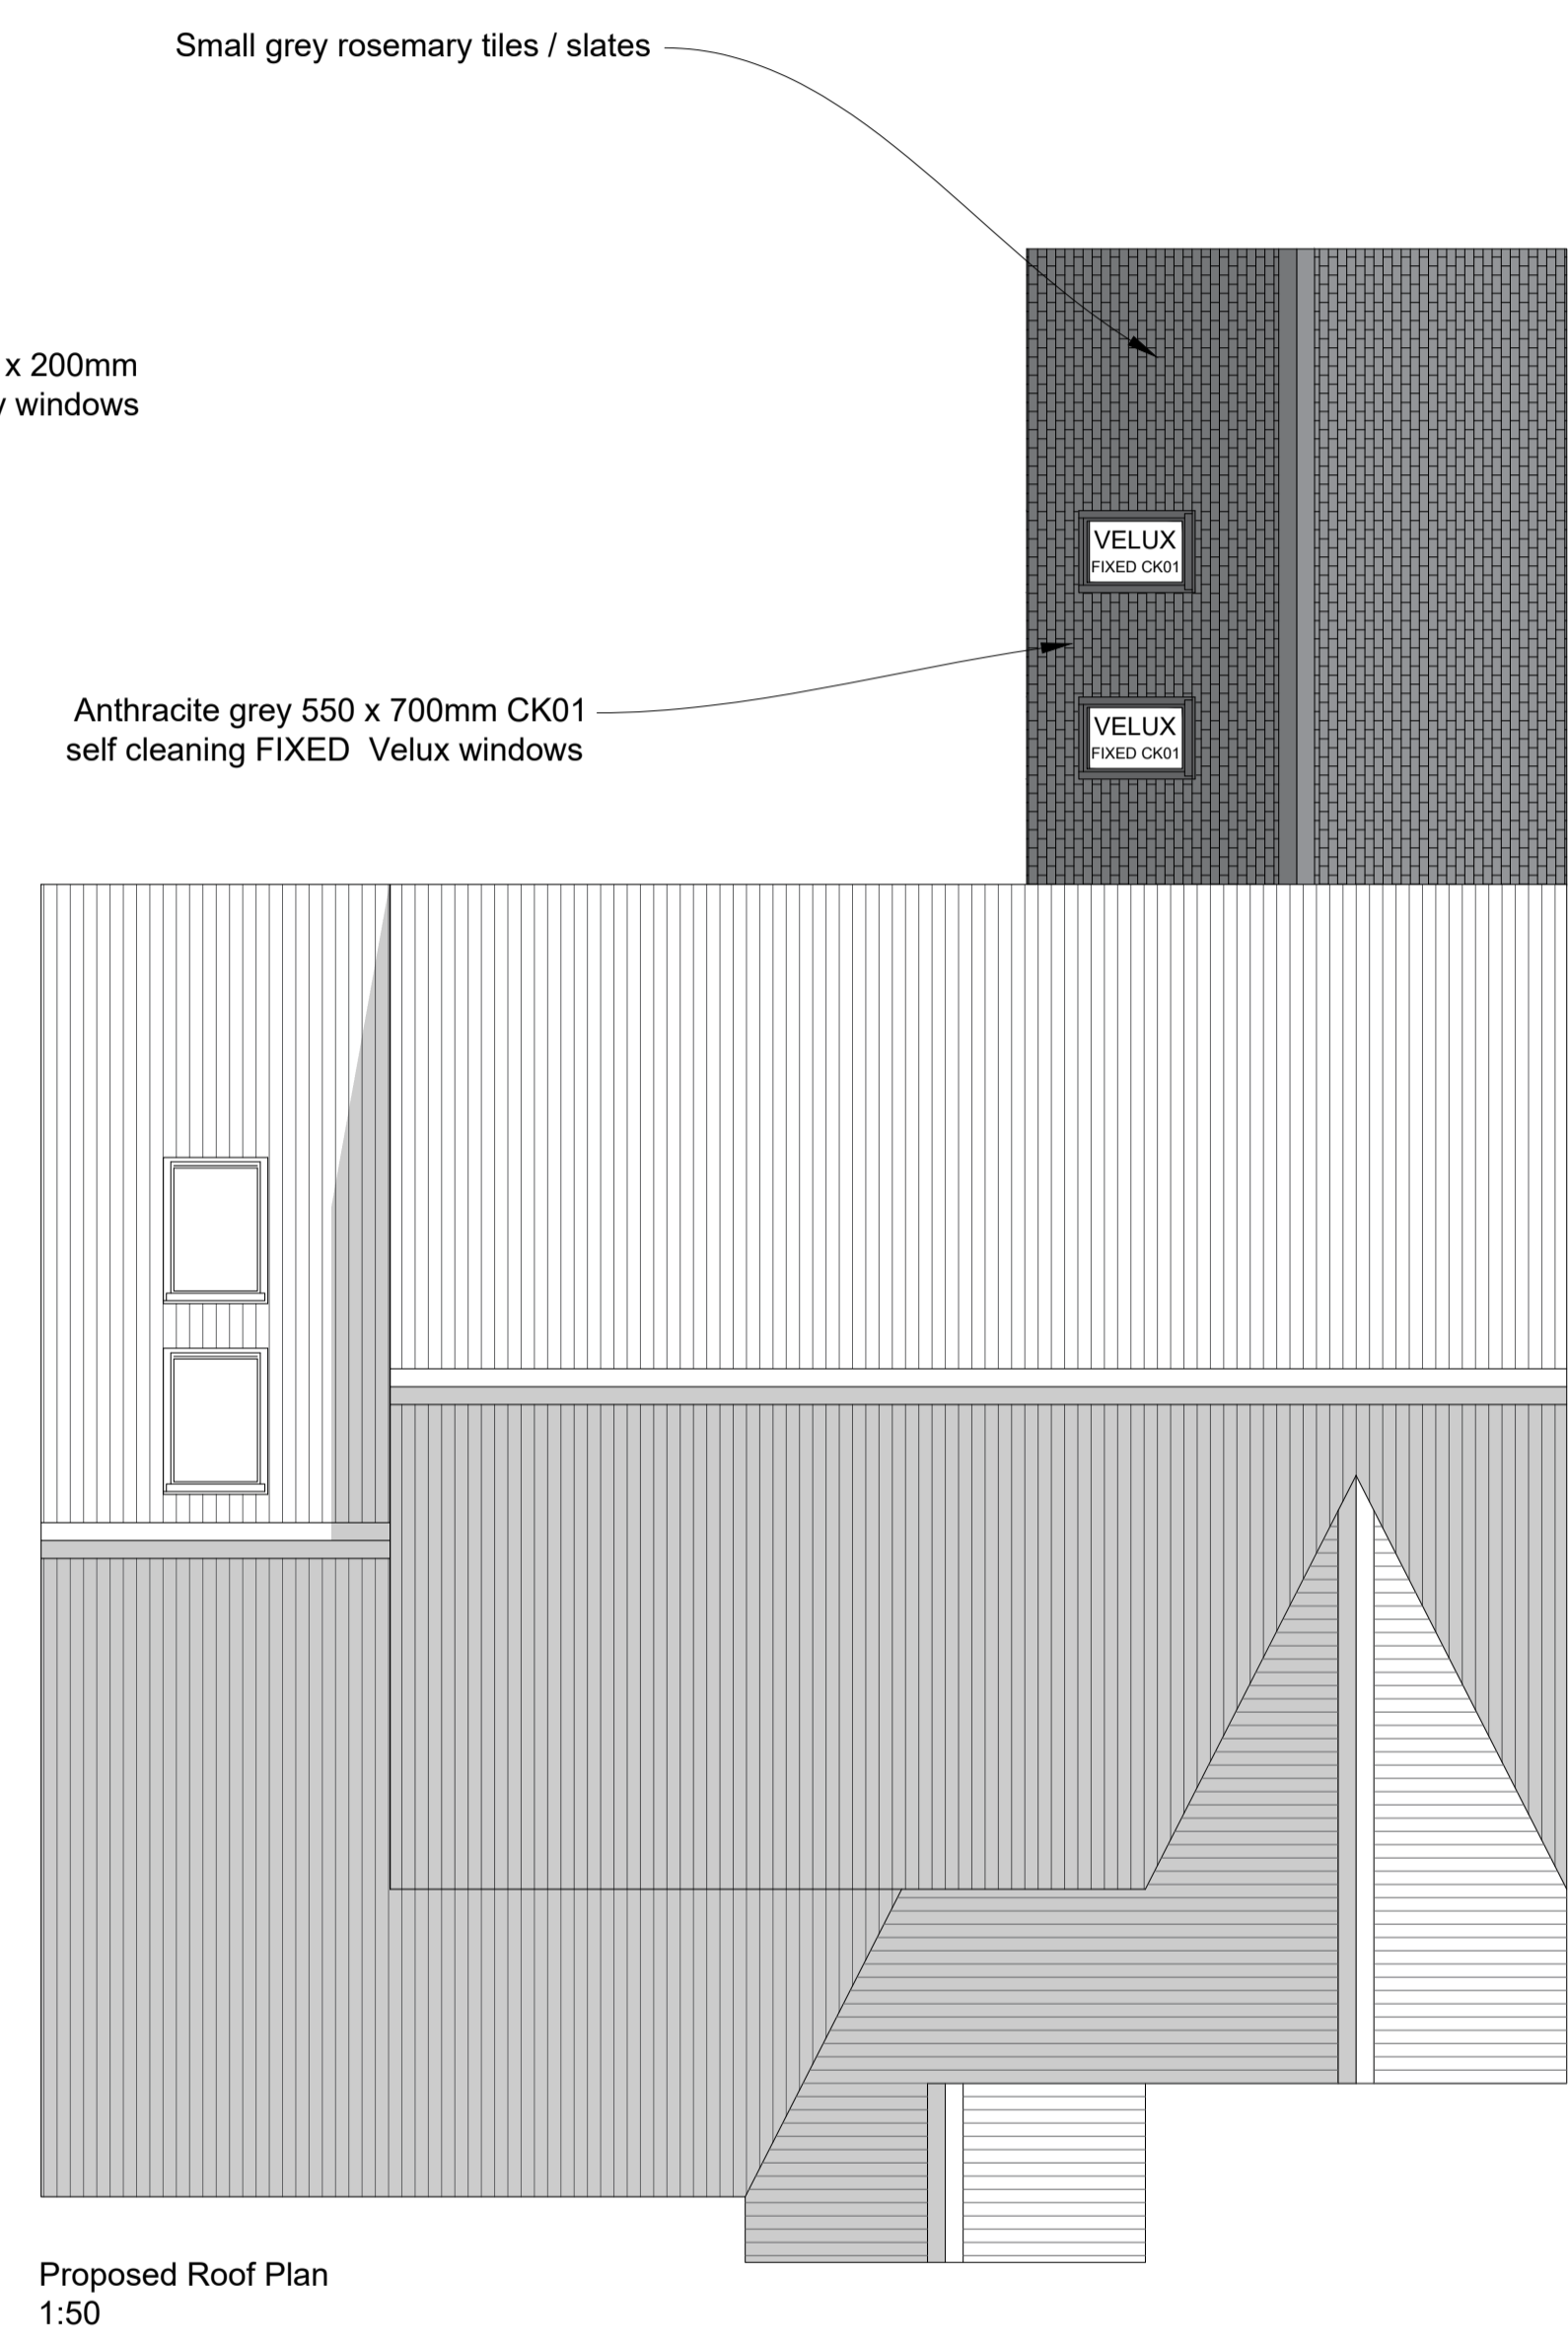 Small grey rosemary tiles / slates
x 200mm
windows
VELUX
FIXED CK01
Anthracite grey 550 x 700mm CK01
self cleaning FIXED  Velux windows
VELUX
FIXED CK01
Proposed Roof Plan
1:50